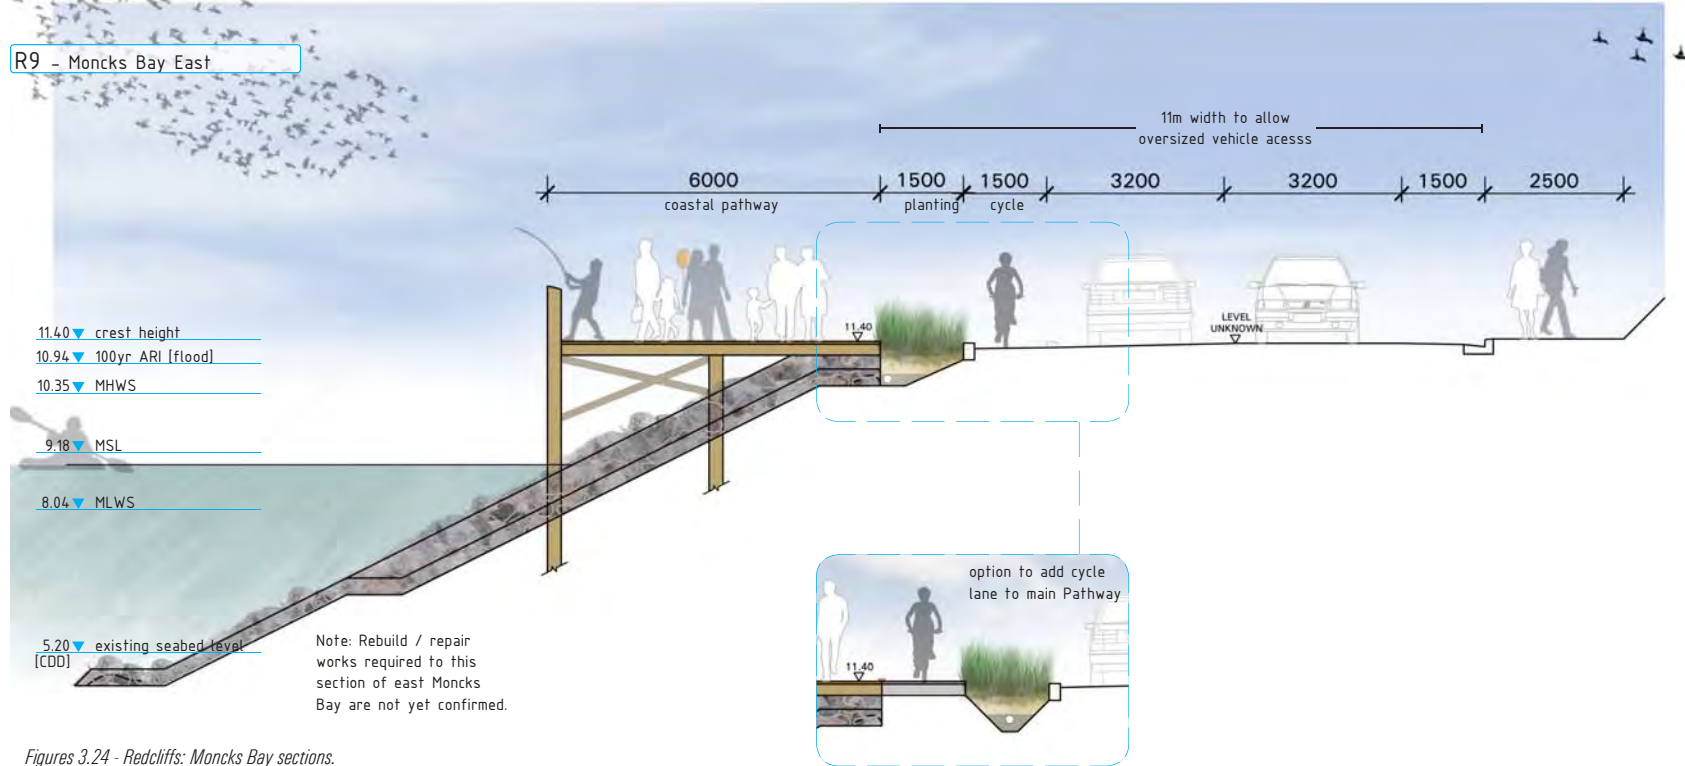 R9 - Moncks Bay East
11m width to allow
oversized vehicle acesss
6000 1500 1500 3200 3200 1500 2500
coastal pathway planting cycle
11.40 crest height
10.94 100yr ARI [flood]
10.35 MHWS
9.18 MSL
8.04 MLWS
5.20 existing seabed level
[CDD]
11.40
LEVEL
UNKNOWN
Note: Rebuild / repair
works required to this
section of east Moncks
Bay are not yet confirmed.
option to add cycle
lane to main Pathway
11.40
Figures 3.24 - Redcliffs: Moncks Bay sections.